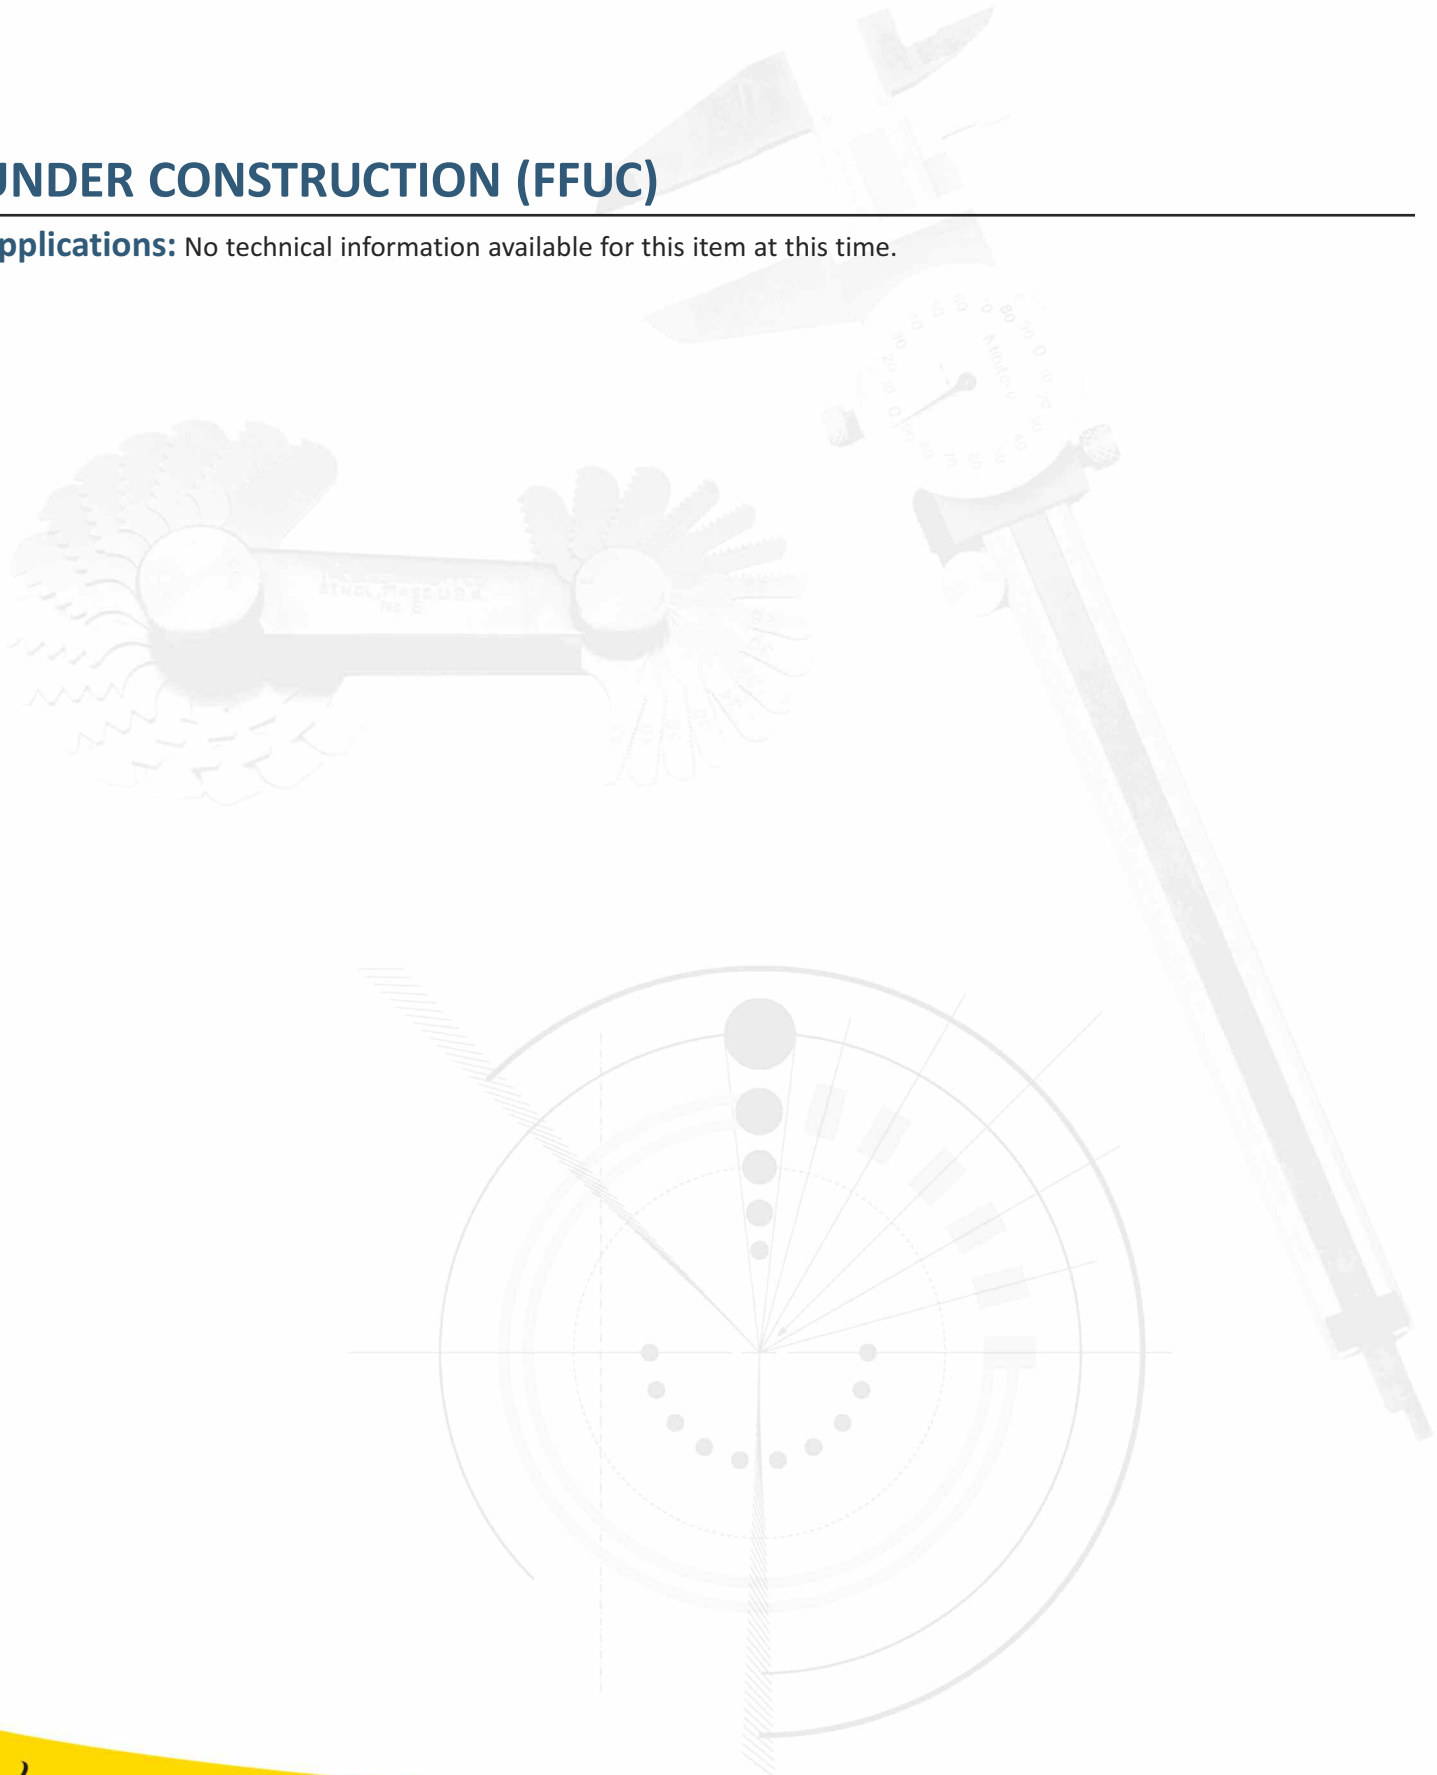 UNDER CONSTRUCTION (FFUC)
pplications: No technical information available for this item at this time.